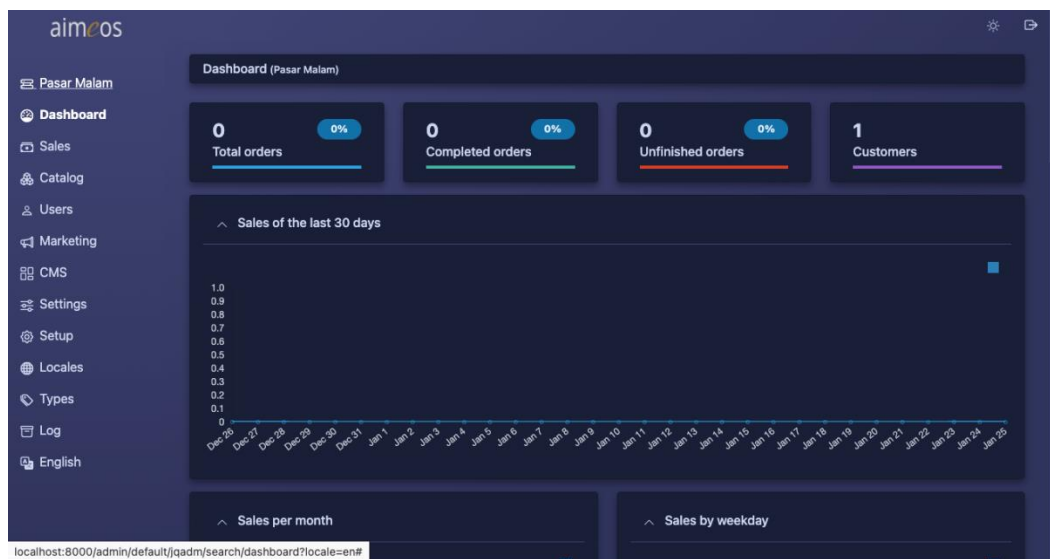 aimeos
Pasar Malam
Dashboard
Sales
Catalog
Users
Marketing
CMS
Settings
Setup
Locales
Types
Log
English
Dashboard (Pasar Malam)
0 0%
Total orders
0 0%
Completed orders
0 0%
Unfinished orders
1
Customers
Sales of the last 30 days
1.0
0.9
0.8
0.7
0.6
0.5
0.4
0.3
0.2
0.1
0
Dec 26 Dec 27 Dec 28 Dec 29 Dec 30 Dec 31 Jan 1 Jan 2 Jan 3 Jan 4 Jan 5 Jan 6 Jan 7 Jan 8 Jan 9 Jan 10 Jan 11 Jan 12 Jan 13 Jan 14 Jan 15 Jan 16 Jan 17 Jan 18 Jan 19 Jan 20 Jan 21 Jan 22 Jan 23 Jan 24 Jan 25
Sales per month
Sales by weekday
localhost:8000/admin/default/jqadm/search/dashboard?locale=en#